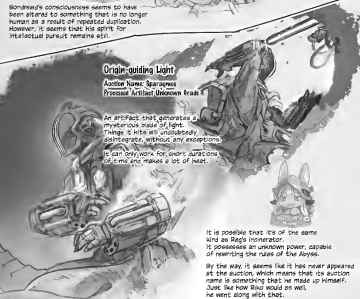 Bondrewd's consciousness seems to have
been altered to something that is no longer
human as a result of repeated duplication.
However, it seems that his spirit for
intellectual pursuit remains still.
Origin-guiding Light
Auction Name: Sparagmos
Processed Artifact Unknown Grade
An artifact that generates a
mysterious blade of light.
Things it hits will undoubtedly
disintegrate, without any exceptions.
It can only work for short durations
of time and makes a lot of heat.
It is possible that it's of the same
kind as Reg's Incinerator.
It possesses an unknown power, capable
of rewriting the rules of the Abyss.
By the way, it seems like it has never appeared
at the auction, which means that its auction
name is something that he made up himself.
Just like how Riko would as well,
he went along with that.